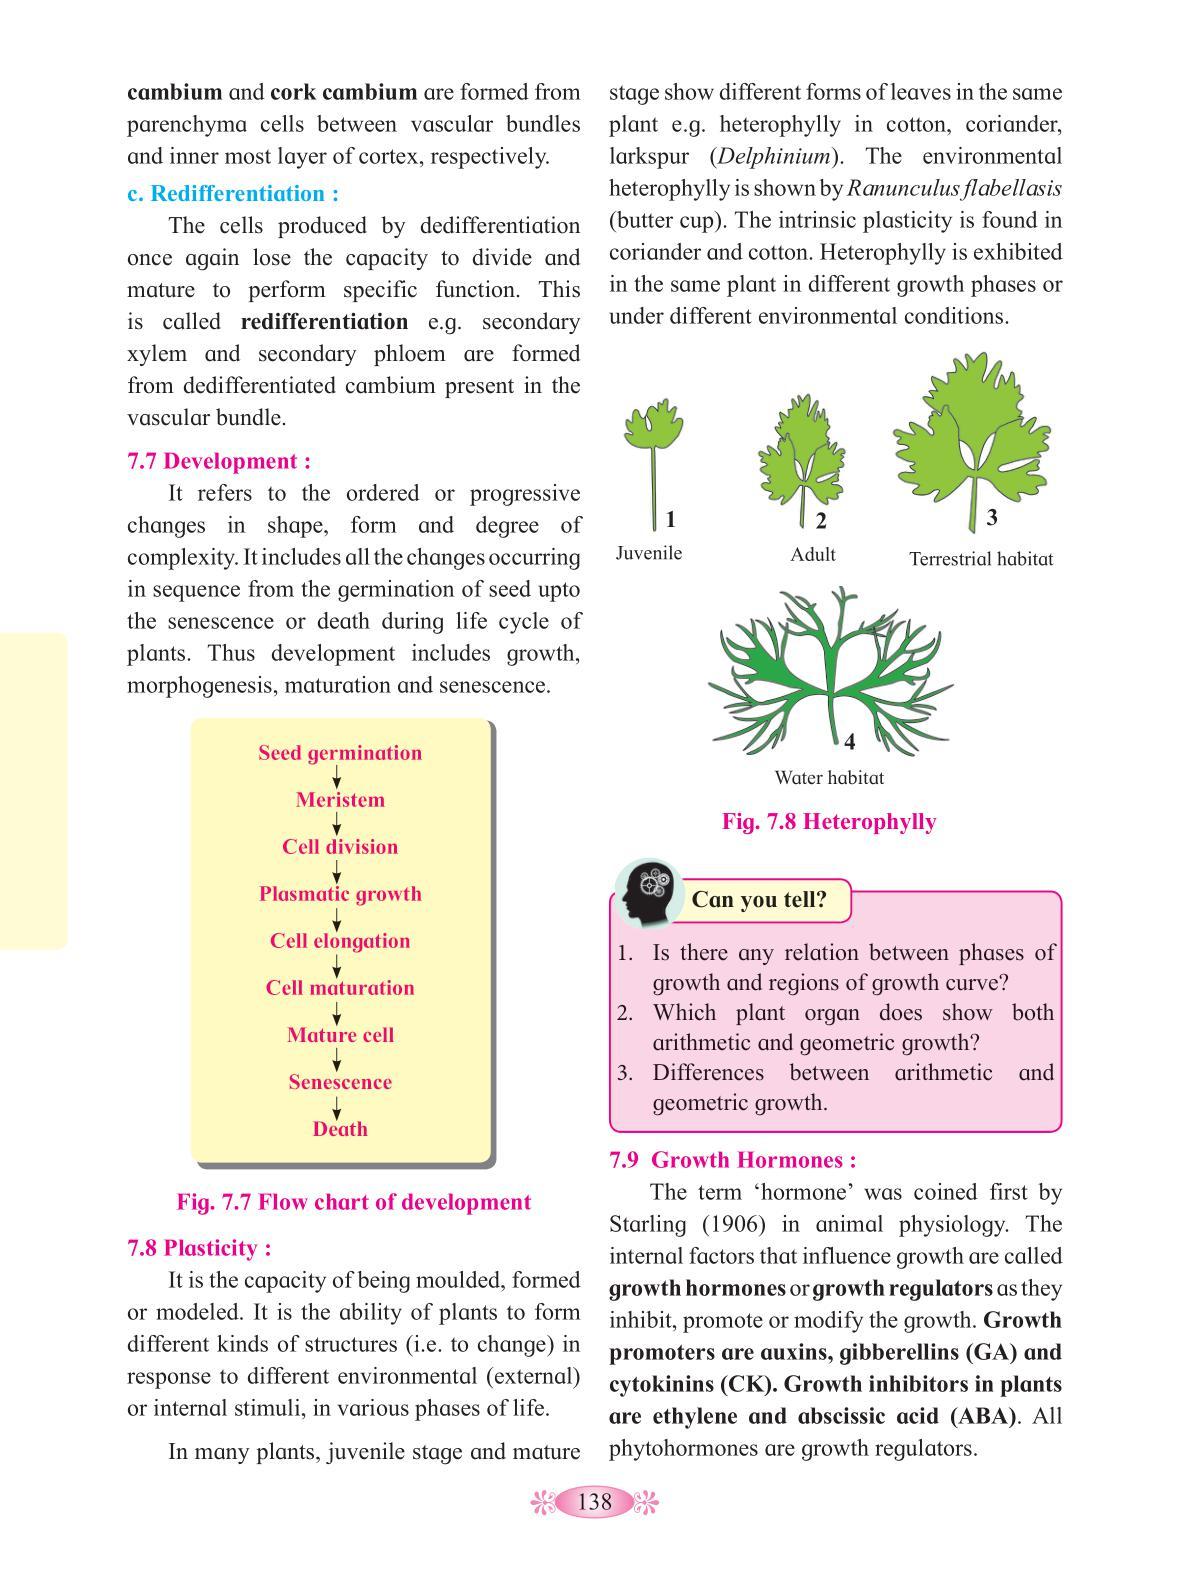 cambium and cork cambium are formed from
parenchyma cells between vascular bundles
and inner most layer of cortex, respectively.
c. Redifferentiation :
The cells produced by dedifferentiation
once again lose the capacity to divide and
mature to perform specific function. This
is called redifferentiation e.g. secondary
xylem and secondary phloem are formed
from dedifferentiated cambium present in the
vascular bundle.
7.7 Development :
It refers to the ordered or progressive
changes in shape, form and degree of
complexity. It includes all the changes occurring
in sequence from the germination of seed upto
the senescence or death during life cycle of
plants. Thus development includes growth,
morphogenesis, maturation and senescence.
Seed germination
Meristem
Cell division
Plasmatic growth
Cell elongation
Cell maturation
Mature cell
Senescence
Death
Fig. 7.7 Flow chart of development
7.8 Plasticity :
It is the capacity of being moulded, formed
or modeled. It is the ability of plants to form
different kinds of structures (i.e. to change) in
response to different environmental (external)
or internal stimuli, in various phases of life.
In many plants, juvenile stage and mature
stage show different forms of leaves in the same
plant e.g. heterophylly in cotton, coriander,
larkspur (Delphinium). The environmental
heterophylly is shown by Ranunculus flabellasis
(butter cup). The intrinsic plasticity is found in
coriander and cotton. Heterophylly is exhibited
in the same plant in different growth phases or
under different environmental conditions.
1
2
3
Juvenile
Adult
Terrestrial habitat
4
Water habitat
Fig. 7.8 Heterophylly
Can you tell?
1. Is there any relation between phases of
growth and regions of growth curve?
2. Which plant organ does show both
arithmetic and geometric growth?
3. Differences between arithmetic and
geometric growth.
7.9 Growth Hormones :
The term ‘hormone’ was coined first by
Starling (1906) in animal physiology. The
internal factors that influence growth are called
growth hormones or growth regulators as they
inhibit, promote or modify the growth. Growth
promoters are auxins, gibberellins (GA) and
cytokinins (CK). Growth inhibitors in plants
are ethylene and abscissic acid (ABA). All
phytohormones are growth regulators.
138